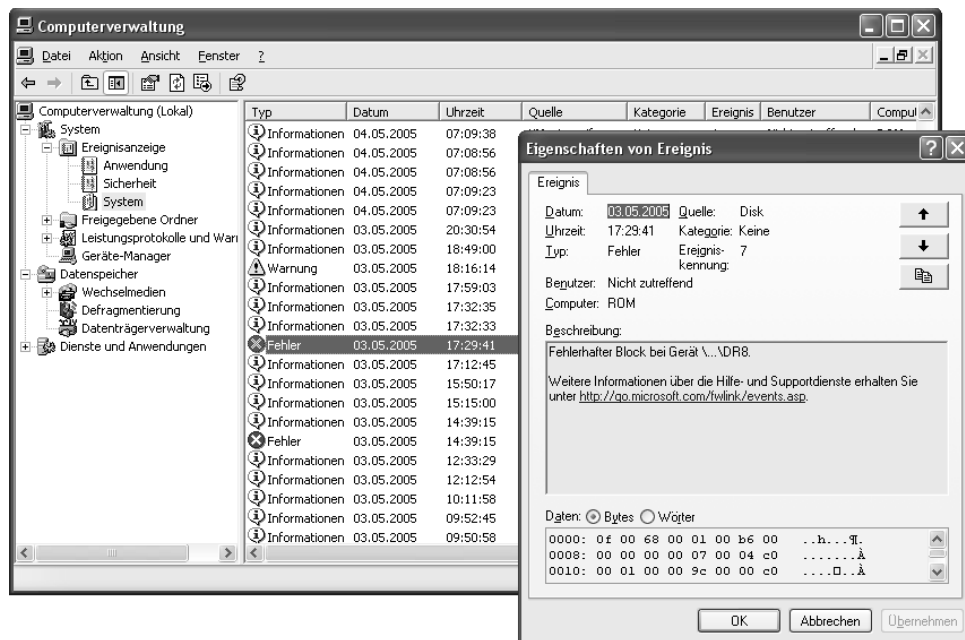 Computerverwaltung
Datei Aktion Ansicht Fenster ?
Computerverwaltung (Lokal)
System
Ereignisanzeige
Anwendung
Sicherheit
System
Freigegebene Ordner
Leistungsprotokolle und Warn
Geräte-Manager
Datenspeicher
Wechselmedien
Defragmentierung
Datenträgerverwaltung
Dienste und Anwendungen
Typ Datum Uhrzeit Quelle Kategorie Ereignis Benutzer Compul
Informationen 04.05.2005 07:09:38
Informationen 04.05.2005 07:08:56
Informationen 04.05.2005 07:08:56
Informationen 04.05.2005 07:09:23
Informationen 04.05.2005 07:09:23
Informationen 03.05.2005 20:30:54
Informationen 03.05.2005 18:49:00
Warnung 03.05.2005 18:16:14
Informationen 03.05.2005 17:59:03
Informationen 03.05.2005 17:32:35
Informationen 03.05.2005 17:32:33
Fehler 03.05.2005 17:29:41
Informationen 03.05.2005 17:12:45
Informationen 03.05.2005 15:50:17
Informationen 03.05.2005 15:15:00
Informationen 03.05.2005 14:39:15
Fehler 03.05.2005 14:39:15
Informationen 03.05.2005 12:33:29
Informationen 03.05.2005 12:12:54
Informationen 03.05.2005 10:11:58
Informationen 03.05.2005 09:52:45
Informationen 03.05.2005 09:50:58
Eigenschaften von Ereignis
Ereignis
Datum: 03.05.2005 Quelle: Disk
Uhrzeit: 17:29:41 Kategorie: Keine
Typ: Fehler Ereignis- 7
kennung:
Benutzer: Nicht zutreffend
Computer: ROM
Beschreibung:
Fehlerhafter Block bei Gerät \...\DR8.
Weitere Informationen über die Hilfe- und Supportdienste erhalten Sie
unter http://go.microsoft.com/fwlink/events.asp.
Daten: Bytes Wörter
0000: 0f 00 68 00 01 00 b6 00 ..h...¶.
0008: 00 00 00 00 07 00 04 c0 .......À
0010: 00 01 00 00 9c 00 00 c0 ....□..À
OK Abbrechen Übernehmen